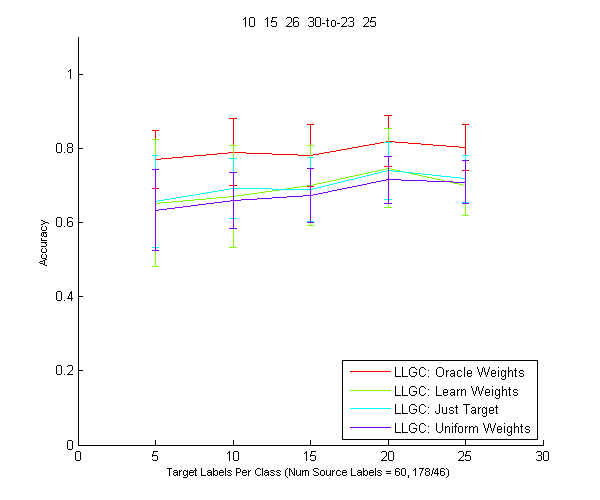 10 15 26 30-to-23 25
1
0.8
0.6
0.4
0.2
0
Accuracy
LLGC: Oracle Weights
LLGC: Learn Weights
LLGC: Just Target
LLGC: Uniform Weights
0 5 10 15 20 25 30
Target Labels Per Class (Num Source Labels = 60, 178/46)